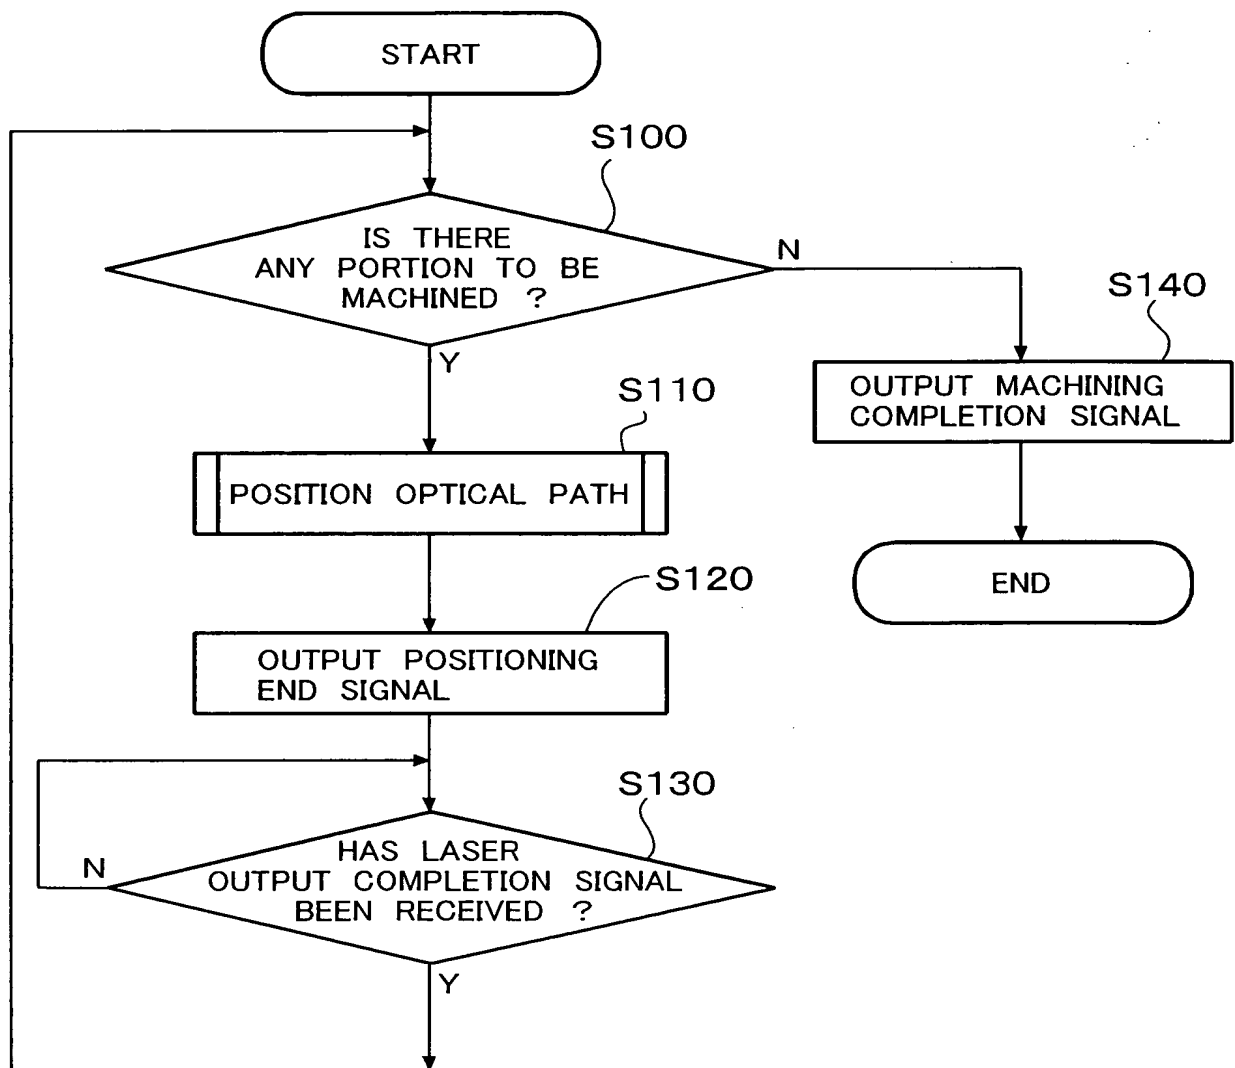 START
S100
IS THERE
ANY PORTION TO BE
MACHINED ?
N
Y
S140
OUTPUT MACHINING
COMPLETION SIGNAL
S110
POSITION OPTICAL PATH
END
S120
OUTPUT POSITIONING
END SIGNAL
S130
HAS LASER
OUTPUT COMPLETION SIGNAL
BEEN RECEIVED ?
N
Y